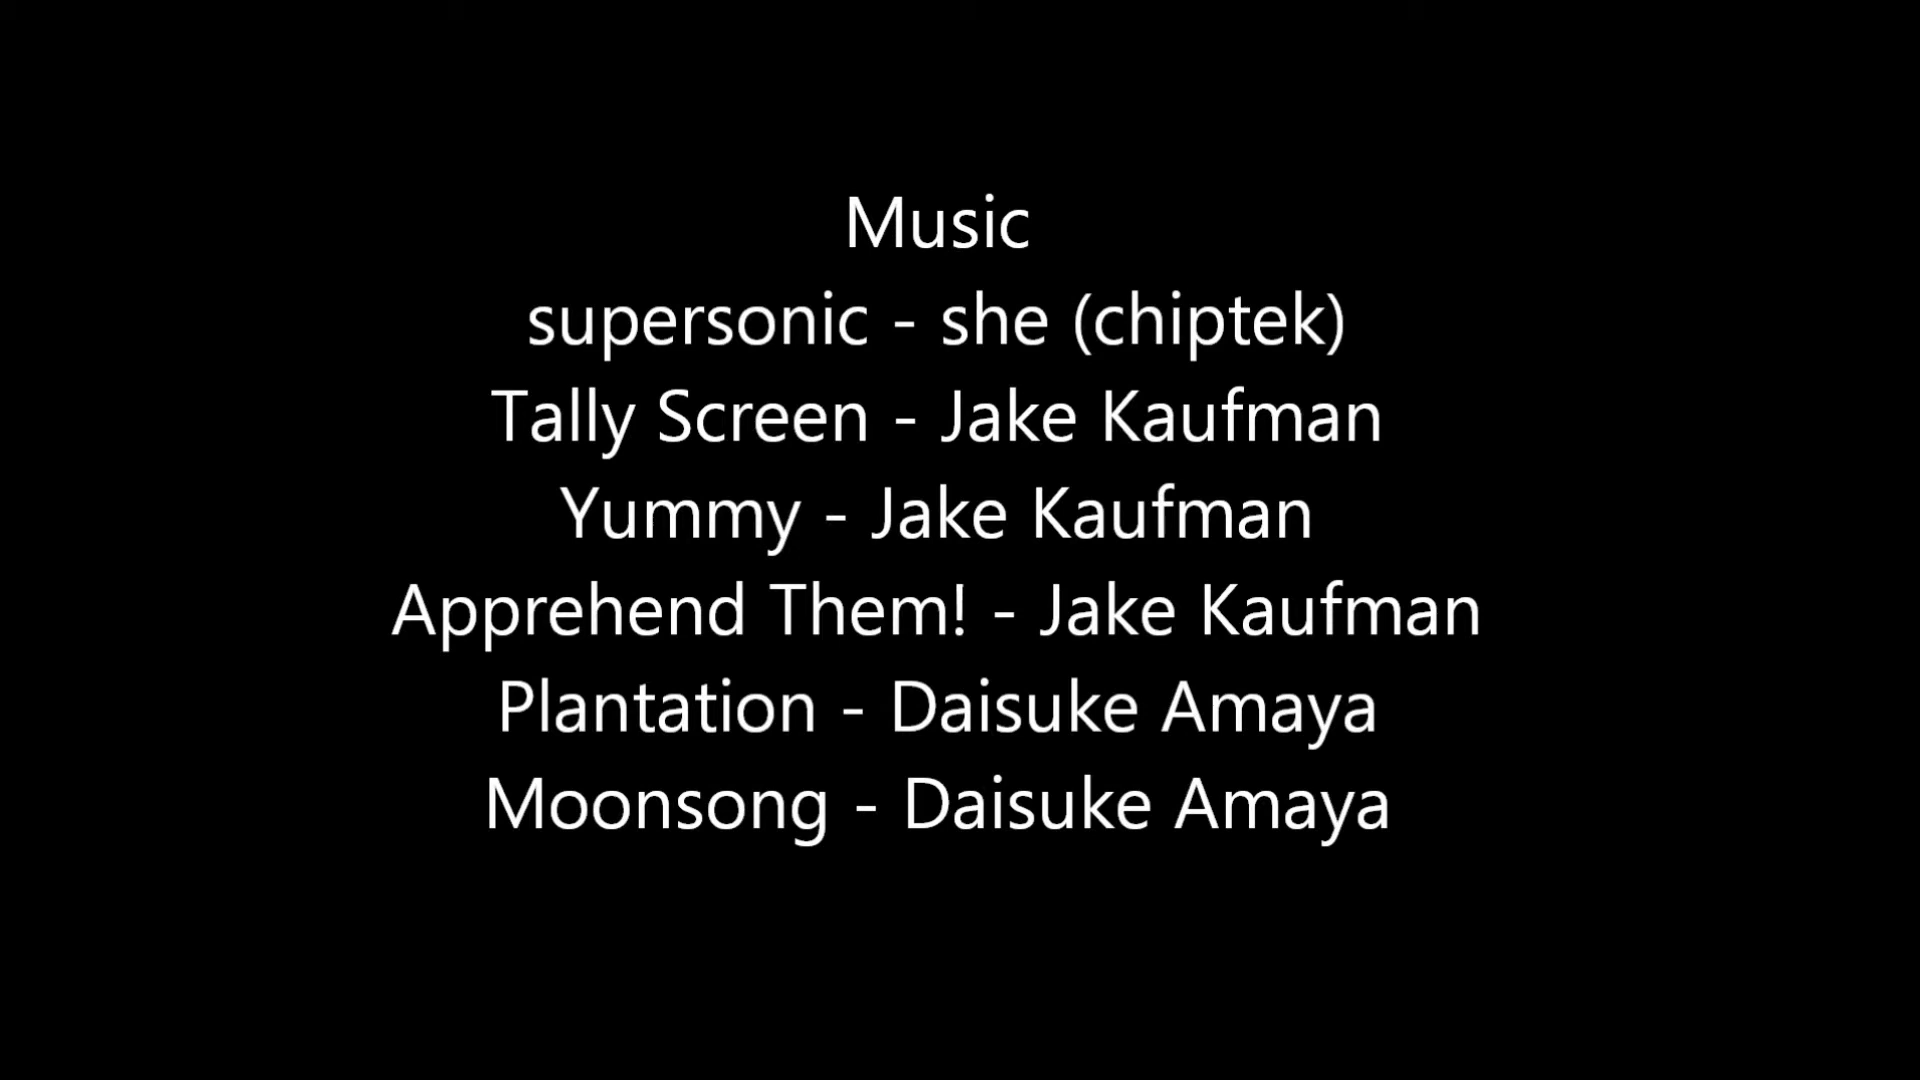 Music
supersonic - she (chiptek)
Tally Screen - Jake Kaufman
Yummy - Jake Kaufman
Apprehend Them! - Jake Kaufman
Plantation - Daisuke Amaya
Moonsong - Daisuke Amaya